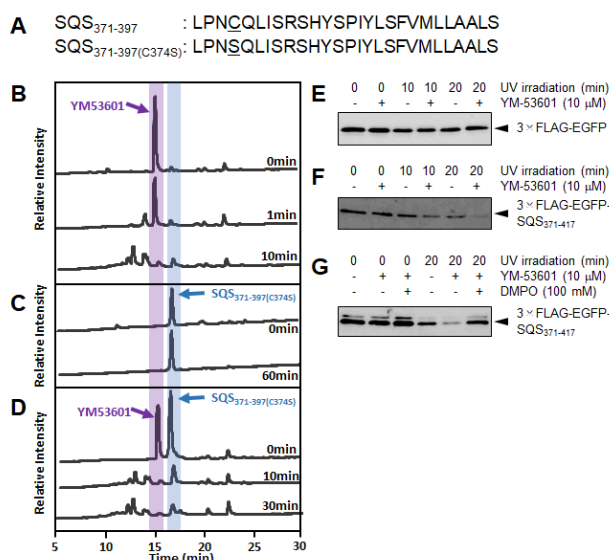 A
SQS371-397 : LPNCQLISRSHYSPIYLSFVMLLAALS
SQS371-397(C374S) : LPNSQLISRSHYSPIYLSFVMLLAALS
B
Relative Intensity
YM53601
0min
1min
10min
C
Relative Intensity
SQS371-397(C374S)
0min
60min
D
Relative Intensity
YM53601
SQS371-397(C374S)
0min
10min
30min
5 10 15 20 25 30
Time (min)
E
0 0 10 10 20 20 UV irradiation (min)
- + - + - + YM-53601 (10 μM)
3×FLAG-EGFP
F
0 0 10 10 20 20 UV irradiation (min)
- + - + - + YM-53601 (10 μM)
3×FLAG-EGFP-
SQS371-417
G
0 0 0 20 20 20 UV irradiation (min)
- + + - + + YM-53601 (10 μM)
- - + - - + DMPO (100 mM)
3×FLAG-EGFP-
SQS371-417